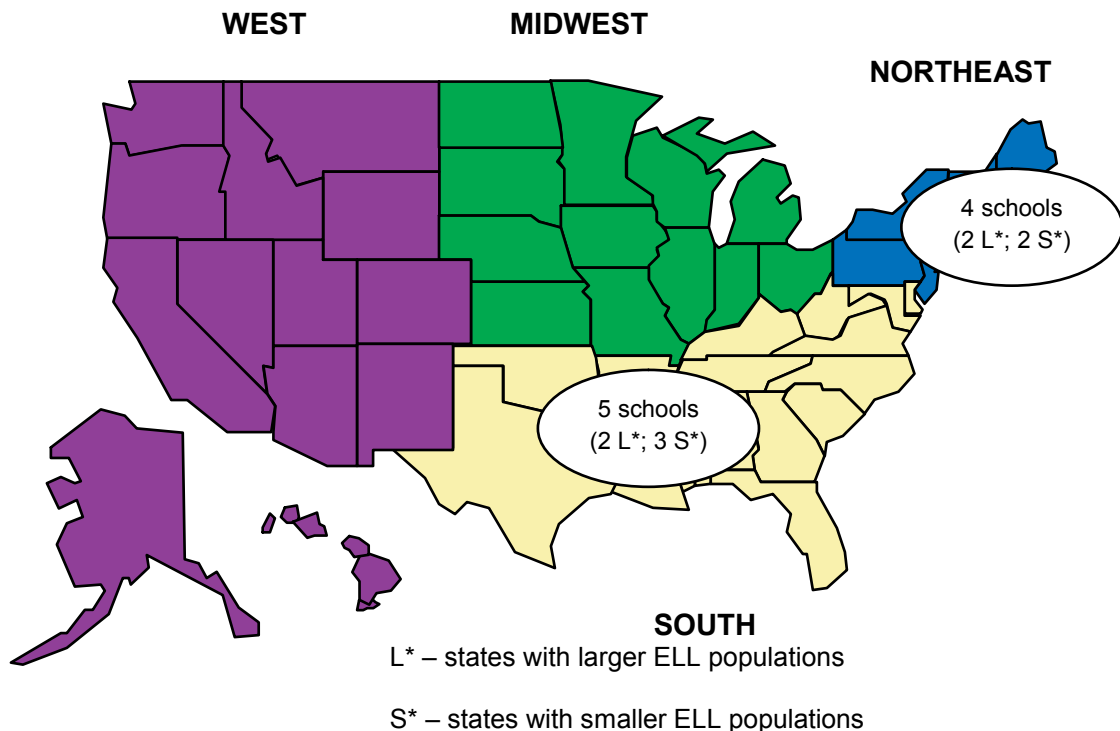 WEST
MIDWEST
NORTHEAST
4 schools
(2 L*; 2 S*)
5 schools
(2 L*; 3 S*)
SOUTH
L* – states with larger ELL populations
S* – states with smaller ELL populations